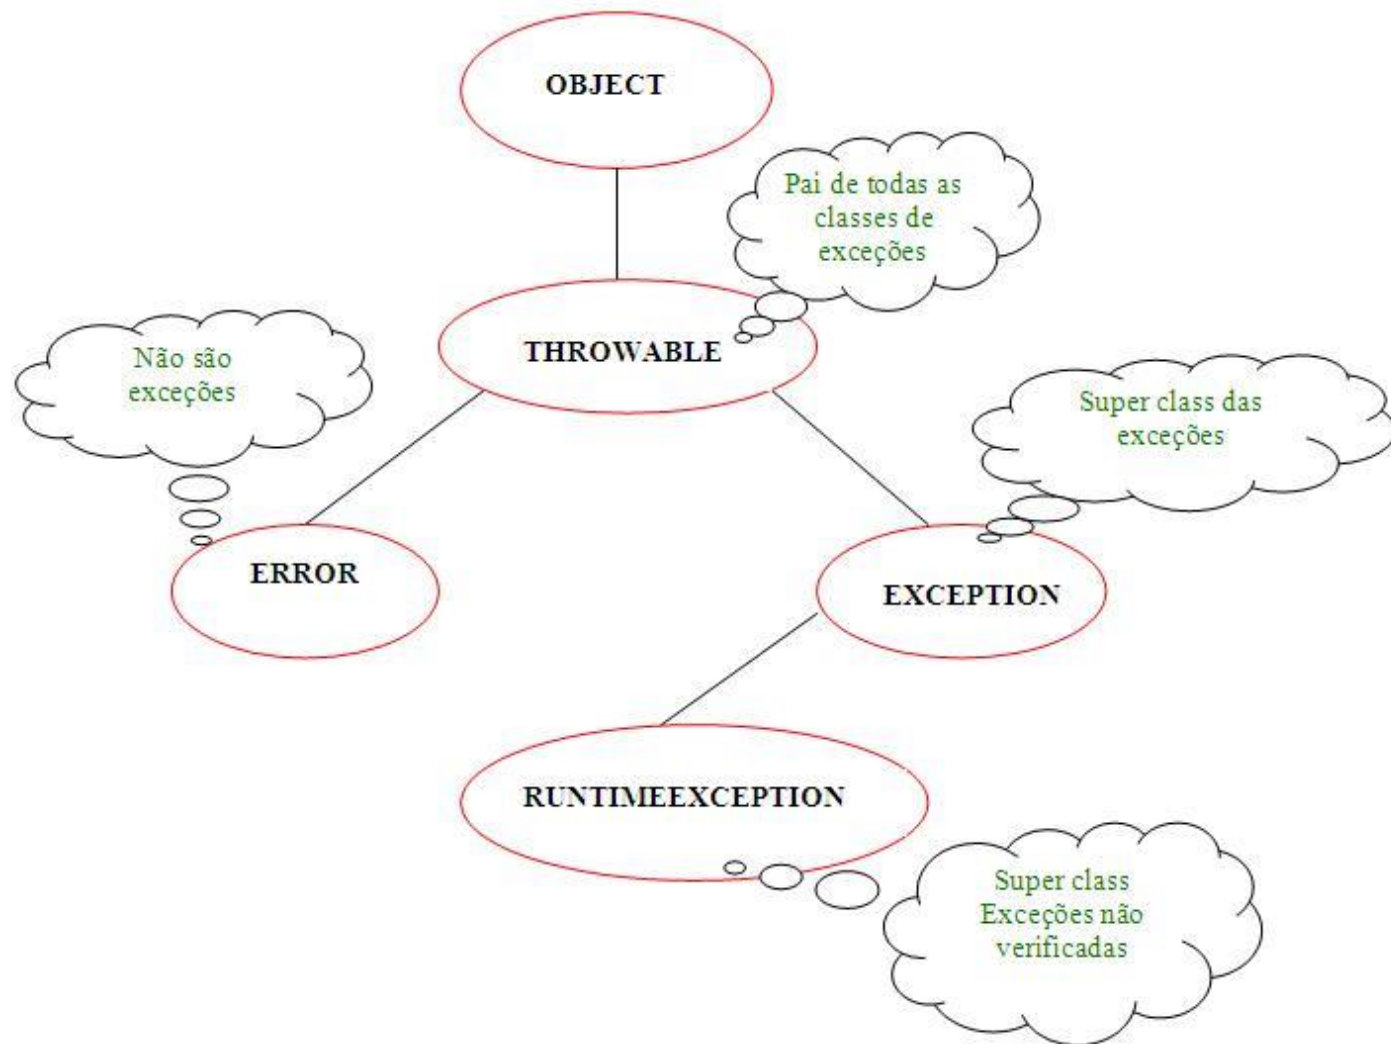 OBJECT
Pai de todas as
classes de
exceções
THROWABLE
Não são
exceções
Super class das
exceções
ERROR
EXCEPTION
RUNTIMEEXCEPTION
Super class
Exceções não
verificadas